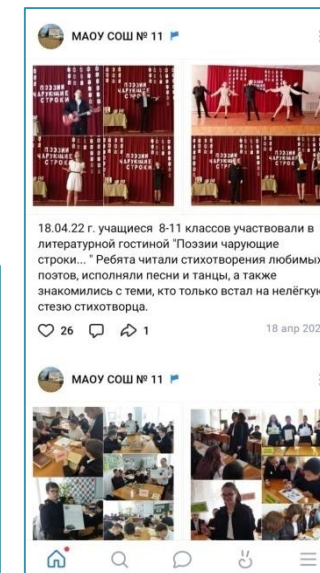 МАОУ СОШ № 11
18.04.22 г. учащиеся 8-11 классов участвовали в
литературной гостиной "Поэзии чарующие
строки... " Ребята читали стихотворения любимых
поэтов, исполняли песни и танцы, а также
знакомились с теми, кто только встал на нелёгкую
стезю стихотворца.
26 1 18 апр 202
МАОУ СОШ № 11